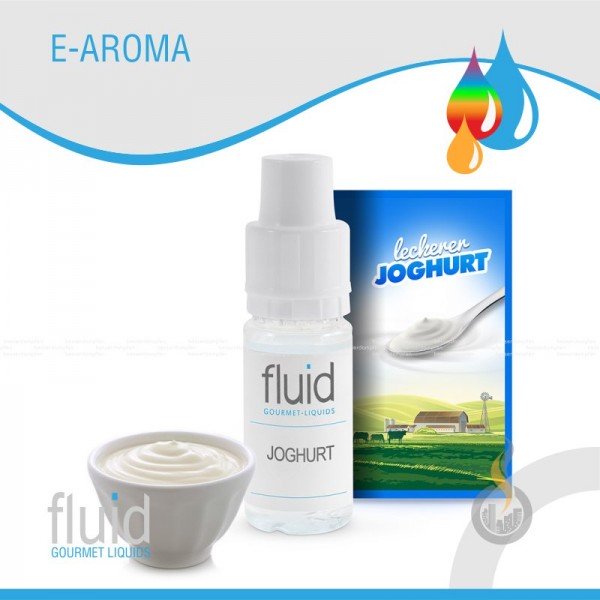 E-AROMA
leckerer
JOGHURT
fluid
GOURMET-LIQUIDS
JOGHURT
fluid
GOURMET LIQUIDS